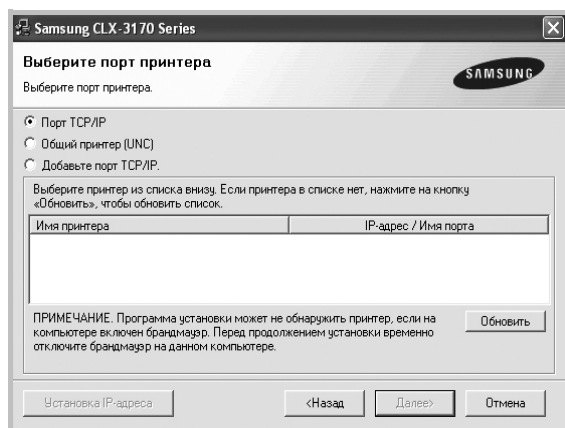 Samsung CLX-3170 Series
Выберите порт принтера
Выберите порт принтера.
SAMSUNG
Порт TCP/IP
Общий принтер (UNC)
Добавьте порт TCP/IP.
Выберите принтер из списка внизу. Если принтера в списке нет, нажмите на кнопку
«Обновить», чтобы обновить список.
Имя принтера IP-адрес / Имя порта
ПРИМЕЧАНИЕ. Программа установки может не
обнаружить принтер, если на
компьютере включен брандмауэр. Перед продолжением установки временно
отключите брандмауэр на данном компьютере.
Обновить
Установка IP-адреса <Назад Далее> Отмена